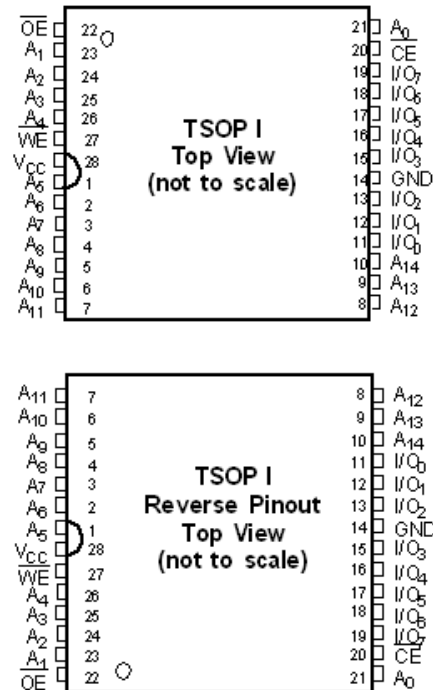 OE 22 21 A0
A1 23 20 CE
A2 24 19 I/O7
A3 25 18 I/O6
A4 26 17 I/O5
WE 27 16 I/O4
VCC 28 15 I/O3
A5 1 14 GND
A6 2 13 I/O2
A7 3 12 I/O1
A8 4 11 I/O0
A9 5 10 A14
A10 6 9 A13
A11 7 8 A12
TSOP I
Top View
(not to scale)
A11 7 8 A12
A10 6 9 A13
A9 5 10 A14
A8 4 11 I/O0
A7 3 12 I/O1
A6 2 13 I/O2
A5 1 14 GND
VCC 28 15 I/O3
WE 27 16 I/O4
A4 26 17 I/O5
A3 25 18 I/O6
A2 24 19 I/O7
A1 23 20 CE
OE 22 21 A0
TSOP I
Reverse Pinout
Top View
(not to scale)